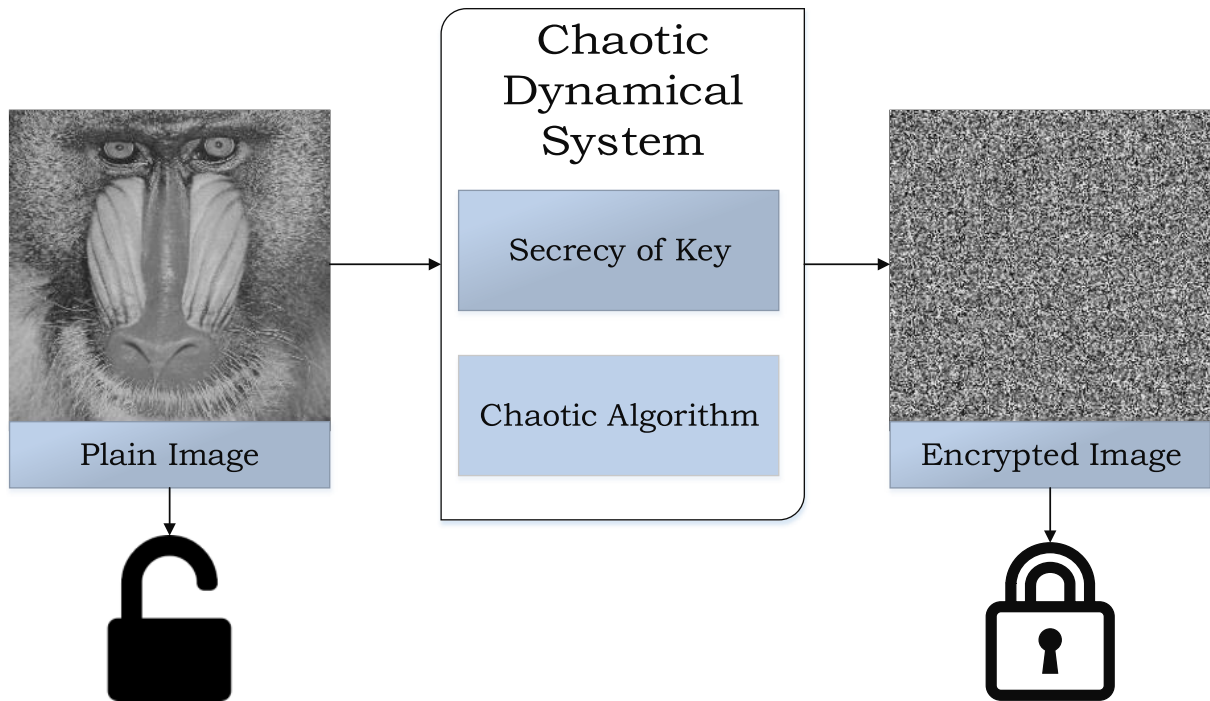 Chaotic
Dynamical
System
Secrecy of Key
Chaotic Algorithm
Plain Image
Encrypted Image